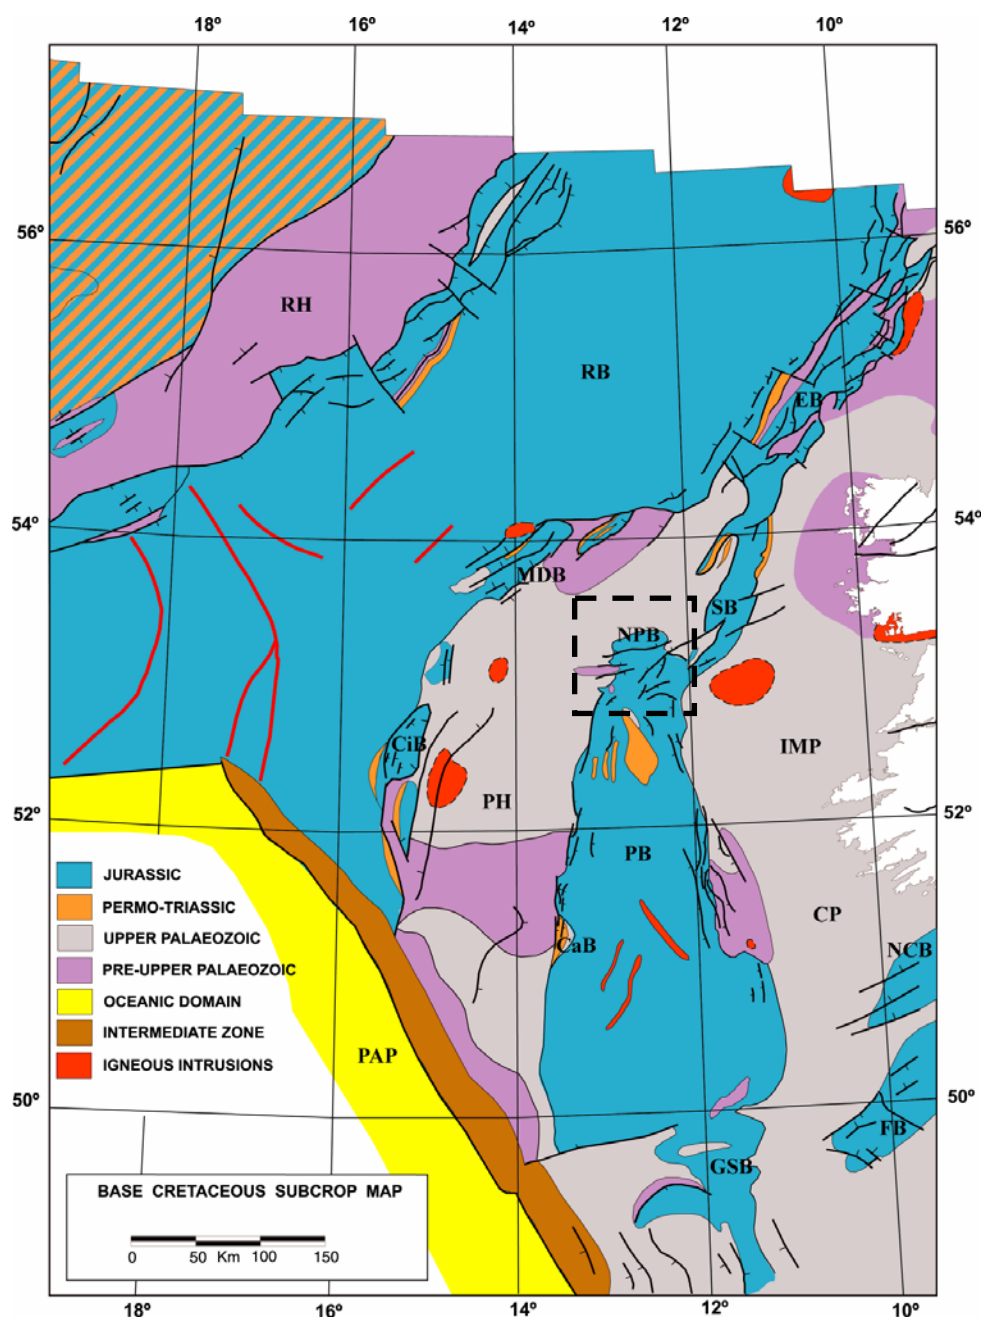 18º 16º 14º 12º 10º
56º 56º
RH
RB
EB
54º 54º
MDB
SB
NPB
CiB
IMP
PH
52º 52º
PB
JURASSIC
PERMO-TRIASSIC
CP
UPPER PALAEOZOIC
CaB
NCB
PRE-UPPER PALAEOZOIC
OCEANIC DOMAIN
INTERMEDIATE ZONE
PAP
IGNEOUS INTRUSIONS
50º 50º
FB
GSB
BASE CRETACEOUS SUBCROP MAP
0 50 Km 100 150
18º 16º 14º 12º 10º